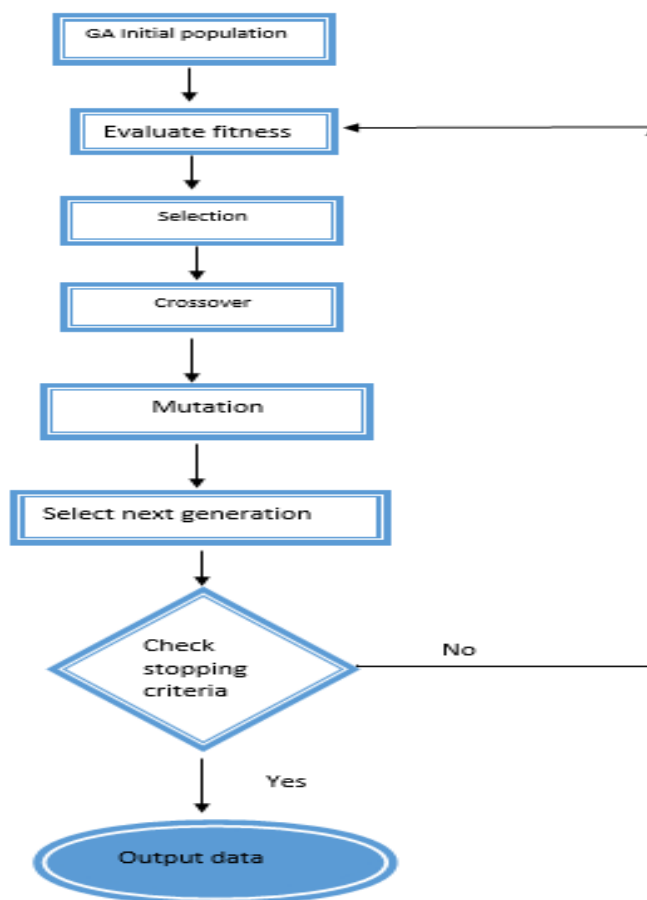 GA Initial population
Evaluate fitness
Selection
Crossover
Mutation
Select next generation
Check
stopping
criteria
No
Yes
Output data